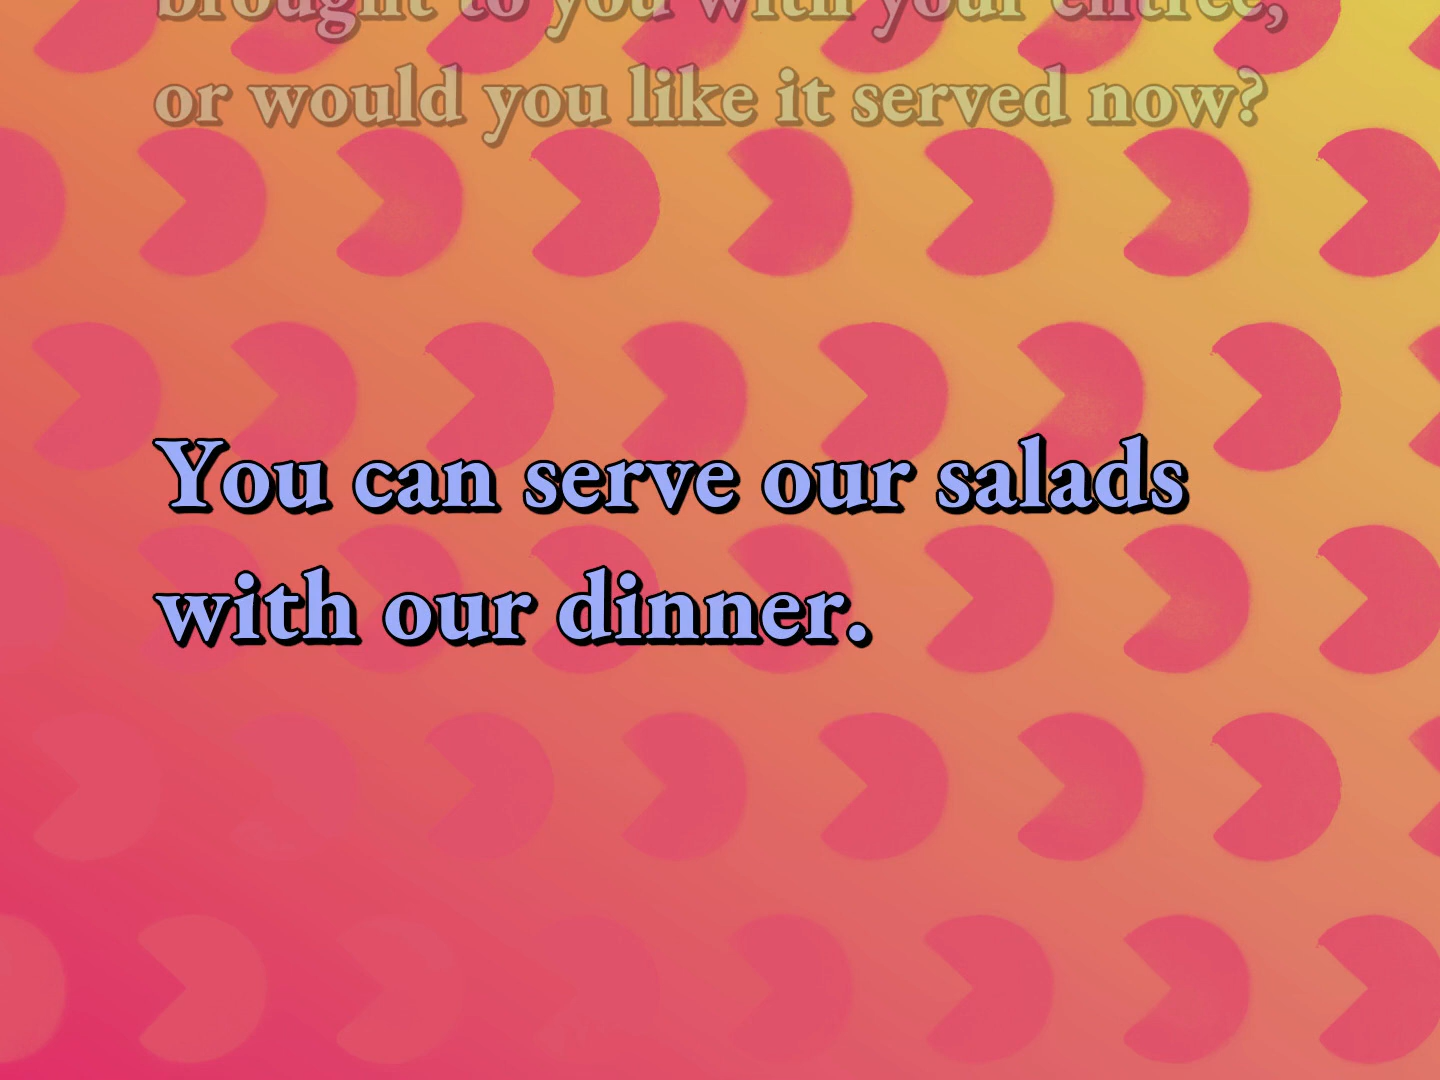 brought to you with your entrée,
or would you like it served now?
You can serve our salads
with our dinner.